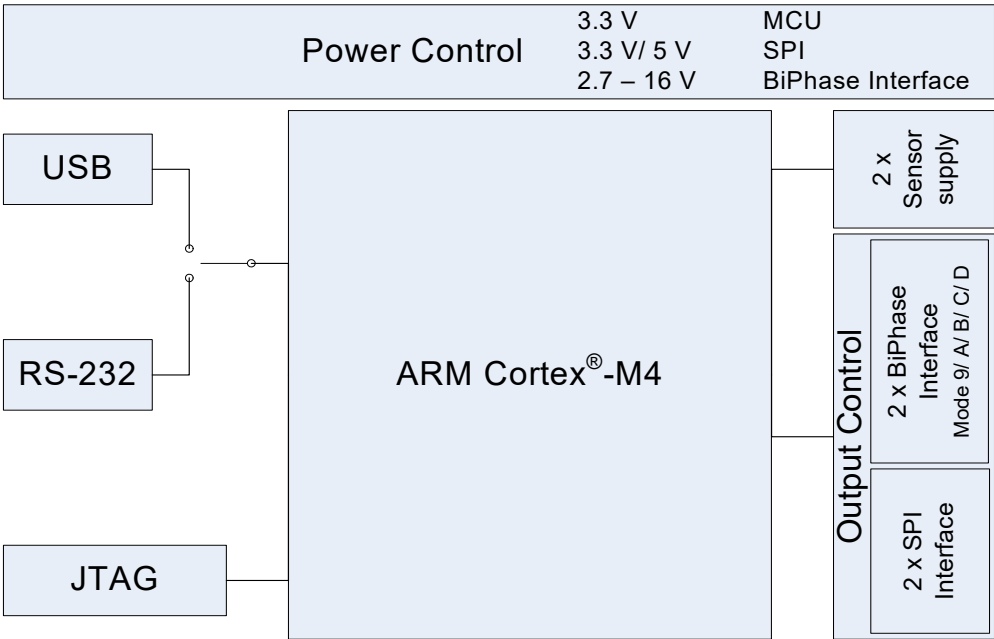 Power Control
3.3 V MCU
3.3 V/ 5 V SPI
2.7 – 16 V BiPhase Interface
USB
RS-232
JTAG
ARM Cortex®-M4
2 x
Sensor
supply
Output Control
2 x BiPhase
Interface
Mode 9/ A/ B/ C/ D
2 x SPI
Interface